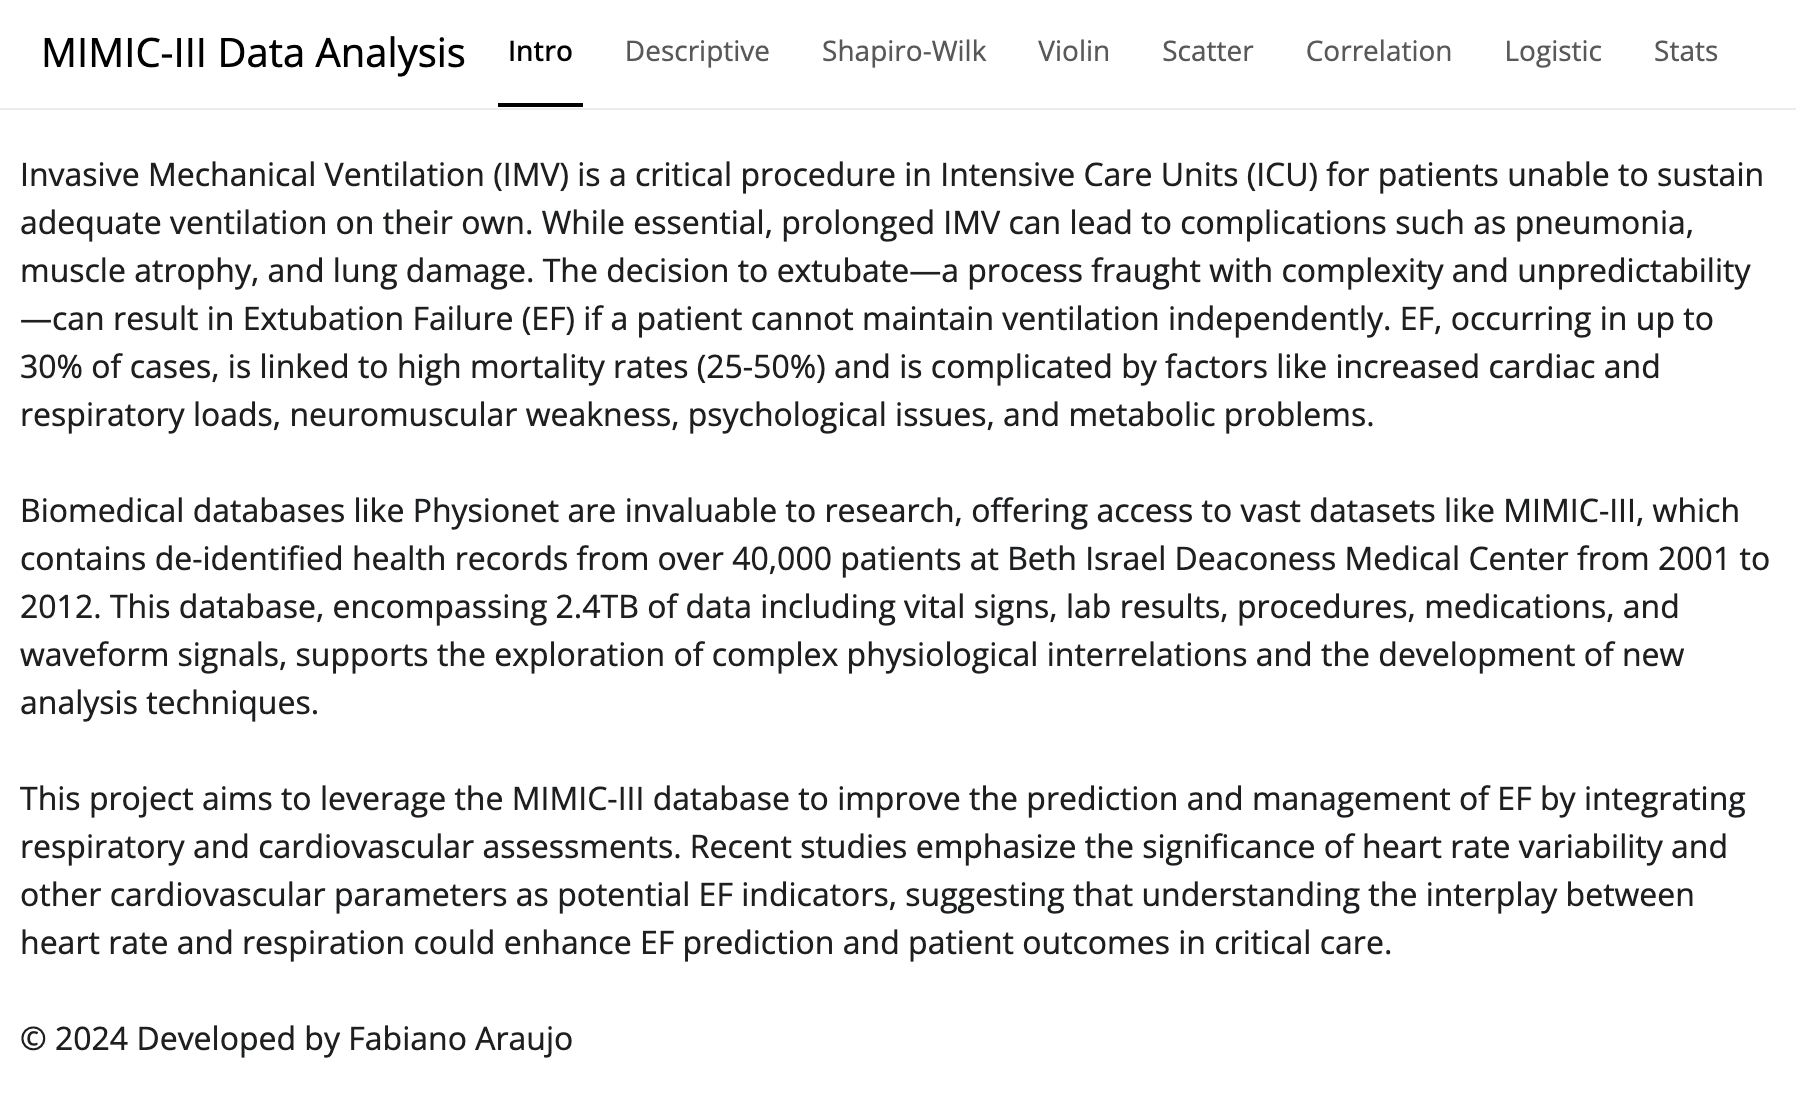 MIMIC-III Data Analysis Intro Descriptive Shapiro-Wilk Violin Scatter Correlation Logistic Stats
Invasive Mechanical Ventilation (IMV) is a critical procedure in Intensive Care Units (ICU) for patients unable to sustain
adequate ventilation on their own. While essential, prolonged IMV can lead to complications such as pneumonia,
muscle atrophy, and lung damage. The decision to extubate—a process fraught with complexity and unpredictability
—can result in Extubation Failure (EF) if a patient cannot maintain ventilation independently. EF, occurring in up to
30% of cases, is linked to high mortality rates (25-50%) and is complicated by factors like increased cardiac and
respiratory loads, neuromuscular weakness, psychological issues, and metabolic problems.
Biomedical databases like Physionet are invaluable to research, offering access to vast datasets like MIMIC-III, which
contains de-identified health records from over 40,000 patients at Beth Israel Deaconess Medical Center from 2001 to
2012. This database, encompassing 2.4TB of data including vital signs, lab results, procedures, medications, and
waveform signals, supports the exploration of complex physiological interrelations and the development of new
analysis techniques.
This project aims to leverage the MIMIC-III database to improve the prediction and management of EF by integrating
respiratory and cardiovascular assessments. Recent studies emphasize the significance of heart rate variability and
other cardiovascular parameters as potential EF indicators, suggesting that understanding the interplay between
heart rate and respiration could enhance EF prediction and patient outcomes in critical care.
© 2024 Developed by Fabiano Araujo